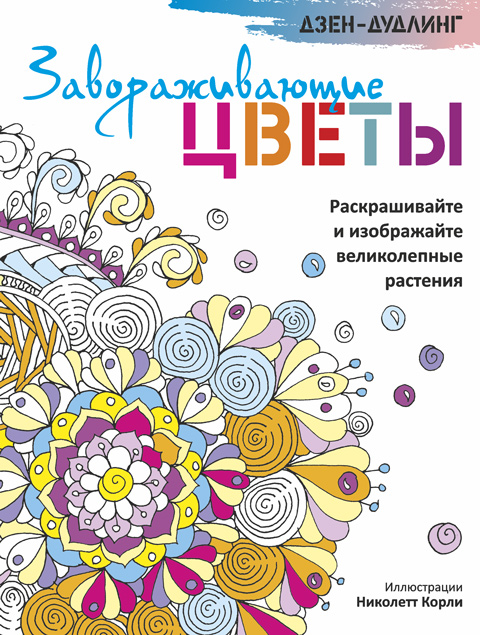 ДЗЕН-ДУДЛИНГ
Завораживающие
ЦВЕТЫ
Раскрашивайте
и изображайте
великолепные
растения
Иллюстрации
Николетт Корли